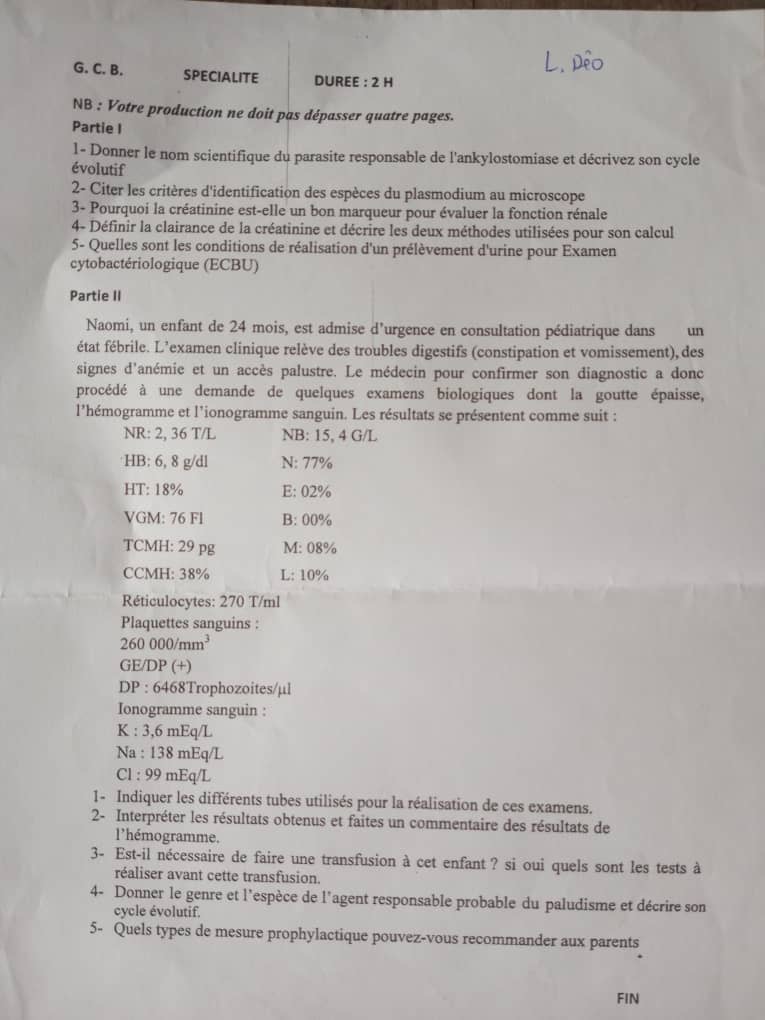 L. Dêo
G. C. B. SPECIALITE DUREE : 2 H
NB : Votre production ne doit pas dépasser quatre pages.
Partie I
1- Donner le nom scientifique du parasite responsable de l'ankylostomiase et décrivez son cycle
évolutif
2- Citer les critères d'identification des espèces du plasmodium au microscope
3- Pourquoi la créatinine est-elle un bon marqueur pour évaluer la fonction rénale
4- Définir la clairance de la créatinine et décrire les deux méthodes utilisées pour son calcul
5- Quelles sont les conditions de réalisation d'un prélèvement d'urine pour Examen
cytobactériologique (ECBU)
Partie II
Naomi, un enfant de 24 mois, est admise d'urgence en consultation pédiatrique dans un
état fébrile. L'examen clinique relève des troubles digestifs (constipation et vomissement), des
signes d'anémie et un accès palustre. Le médecin pour confirmer son diagnostic a donc
procédé à une demande de quelques examens biologiques dont la goutte épaisse,
l'hémogramme et l'ionogramme sanguin. Les résultats se présentent comme suit :
NR: 2, 36 T/L NB: 15, 4 G/L
HB: 6, 8 g/dl N: 77%
HT: 18% E: 02%
VGM: 76 Fl B: 00%
TCMH: 29 pg M: 08%
CCMH: 38% L: 10%
Réticulocytes: 270 T/ml
Plaquettes sanguins :
260 000/mm³
GE/DP (+)
DP : 6468Trophozoites/µl
Ionogramme sanguin :
K : 3,6 mEq/L
Na : 138 mEq/L
Cl : 99 mEq/L
1- Indiquer les différents tubes utilisés pour la réalisation de ces examens.
2- Interpréter les résultats obtenus et faites un commentaire des résultats de
l'hémogramme.
3- Est-il nécessaire de faire une transfusion à cet enfant ? si oui quels sont les tests à
réaliser avant cette transfusion.
4- Donner le genre et l'espèce de l'agent responsable probable du paludisme et décrire son
cycle évolutif.
5- Quels types de mesure prophylactique pouvez-vous recommander aux parents
FIN